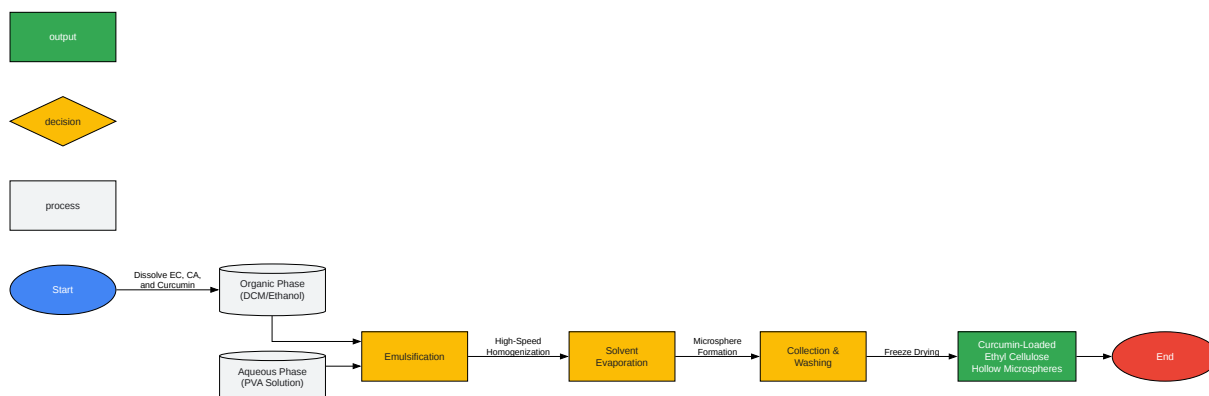 output
decision
process
Start
Dissolve EC, CA,
and Curcumin
Organic Phase
(DCM/Ethanol)
Aqueous Phase
(PVA Solution)
Emulsification
High-Speed
Homogenization
Solvent
Evaporation
Microsphere
Formation
Collection &
Washing
Freeze Drying
Curcumin-Loaded
Ethyl Cellulose
Hollow Microspheres
End